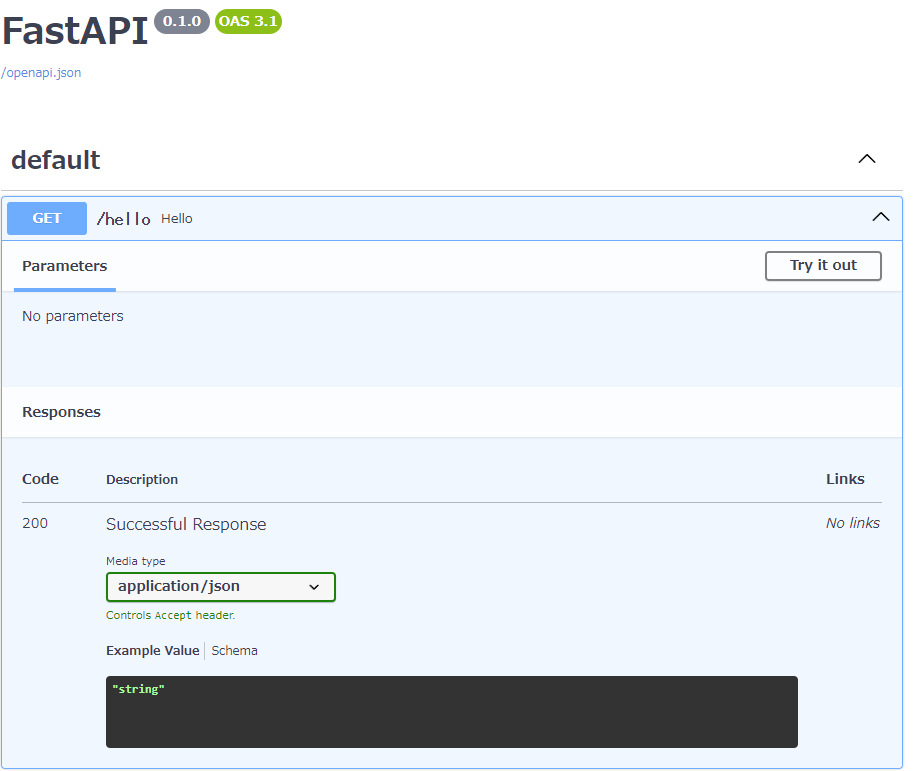 FastAPI 0.1.0 OAS 3.1
/openapi.json
default
GET /hello Hello
Parameters Try it out
No parameters
Responses
Code Description Links
200 Successful Response No links
Media type
application/json
Controls Accept header.
Example Value Schema
"string"